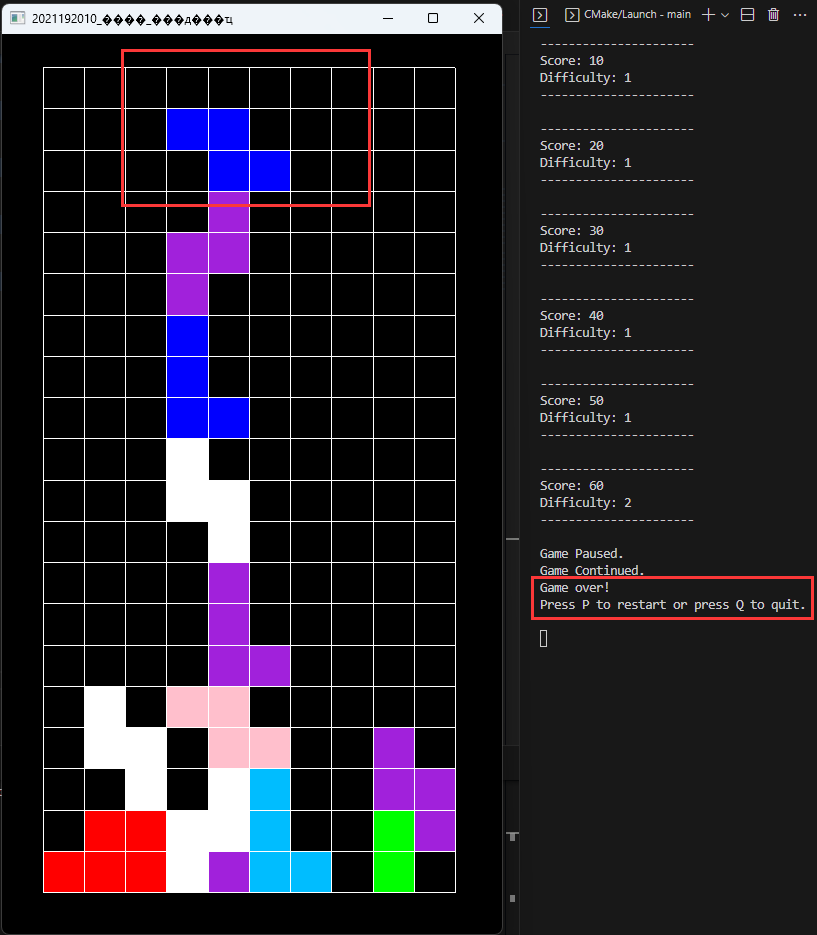 2021192010_����_���д���ҵ
CMake/Launch - main
----------------------
Score: 10
Difficulty: 1
----------------------
----------------------
Score: 20
Difficulty: 1
----------------------
----------------------
Score: 30
Difficulty: 1
----------------------
----------------------
Score: 40
Difficulty: 1
----------------------
----------------------
Score: 50
Difficulty: 1
----------------------
----------------------
Score: 60
Difficulty: 2
----------------------
Game Paused.
Game Continued.
Game over!
Press P to restart or press Q to quit.